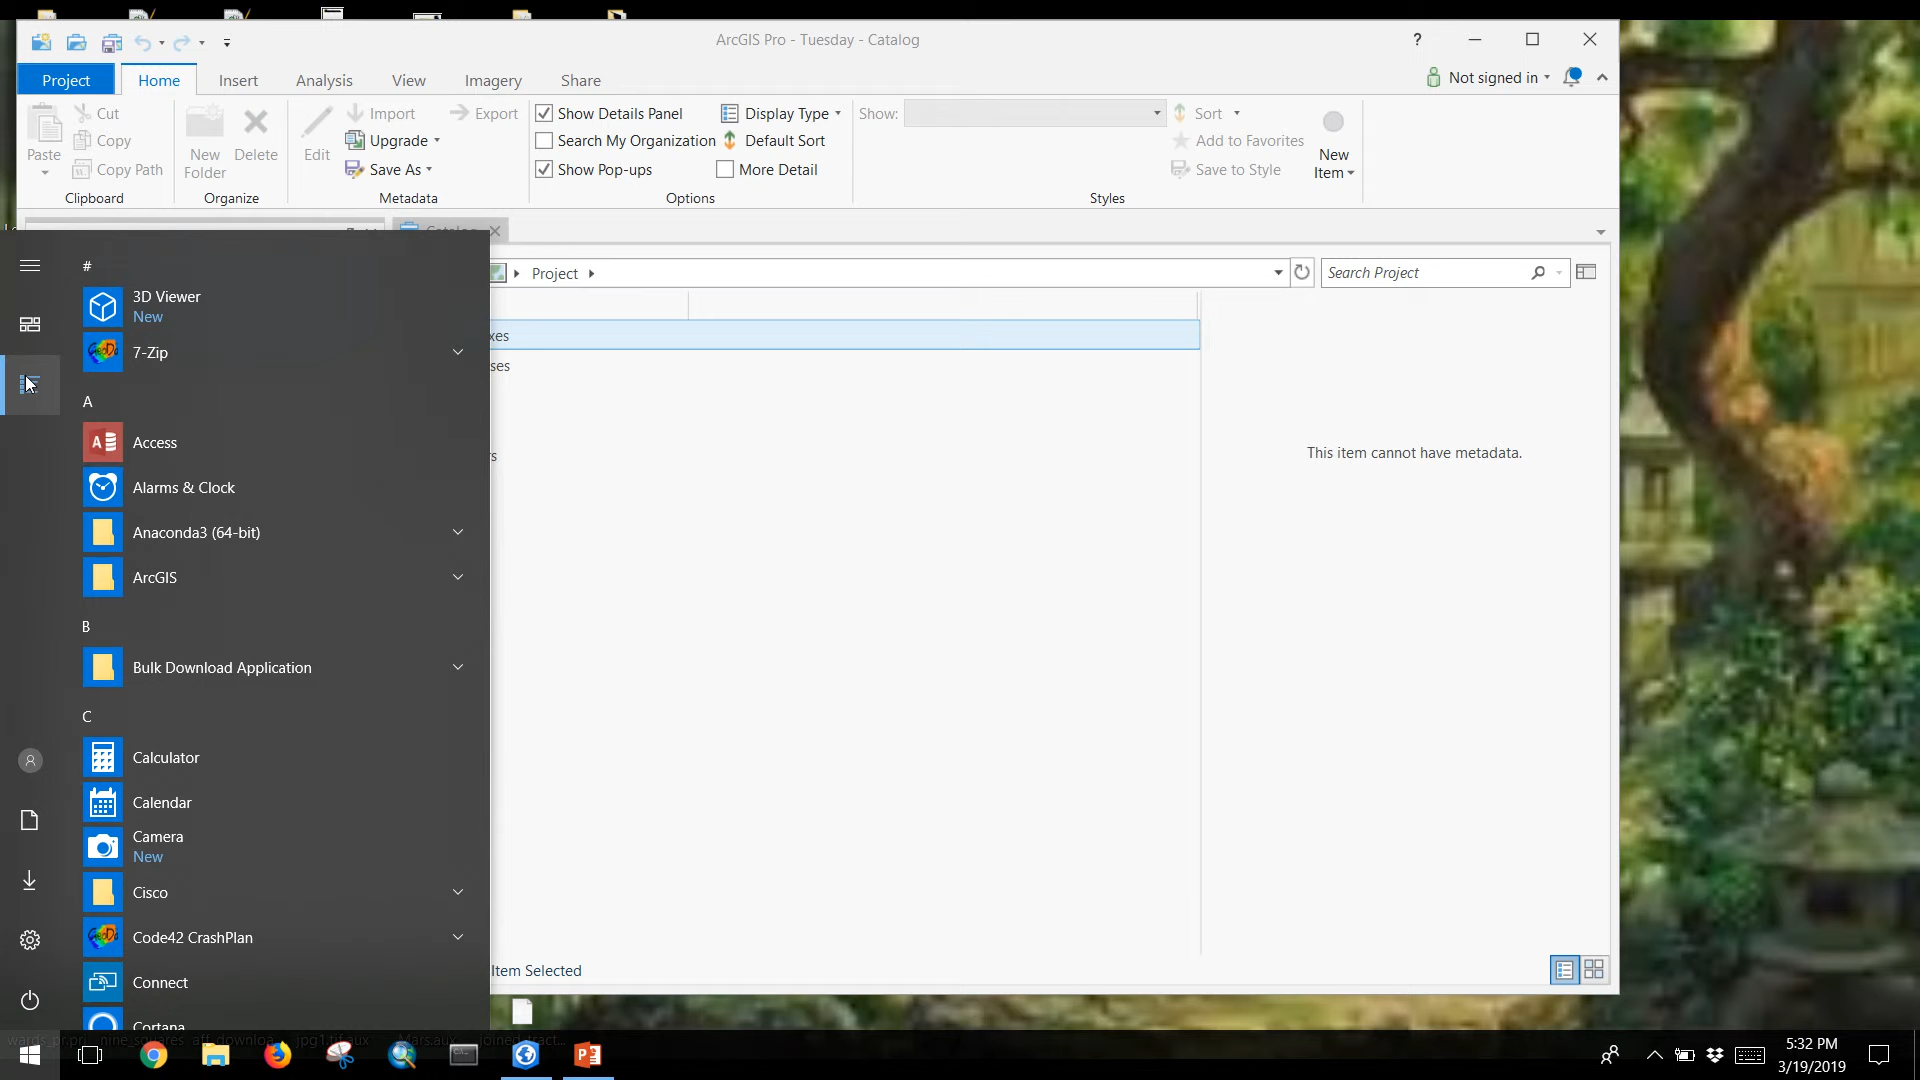 ArcGIS Pro - Tuesday - Catalog
?
Project
Home
Insert
Analysis
View
Imagery
Share
Not signed in
Paste
Cut
Copy
Copy Path
Clipboard
New Folder
Delete
Organize
Edit
Import
Export
Upgrade
Save As
Metadata
Show Details Panel
Search My Organization
Show Pop-ups
Display Type
Default Sort
More Detail
Options
Show:
Sort
Add to Favorites
Save to Style
Styles
New Item
Catalog
Project
Search Project
xes
ses
rs
This item cannot have metadata.
Item Selected
#
3D Viewer
New
7-Zip
A
Access
Alarms & Clock
Anaconda3 (64-bit)
ArcGIS
B
Bulk Download Application
C
Calculator
Calendar
Camera
New
Cisco
Code42 CrashPlan
Connect
Cortana
5:32 PM
3/19/2019